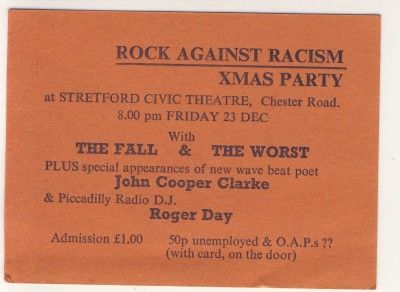 ROCK AGAINST RACISM
XMAS PARTY
at STRETFORD CIVIC THEATRE, Chester Road.
8.00 pm FRIDAY 23 DEC
With
THE FALL & THE WORST
PLUS special appearances of new wave beat poet
John Cooper Clarke
& Piccadilly Radio D.J.
Roger Day
Admission £1.00 50p unemployed & O.A.P.s ??
(with card, on the door)